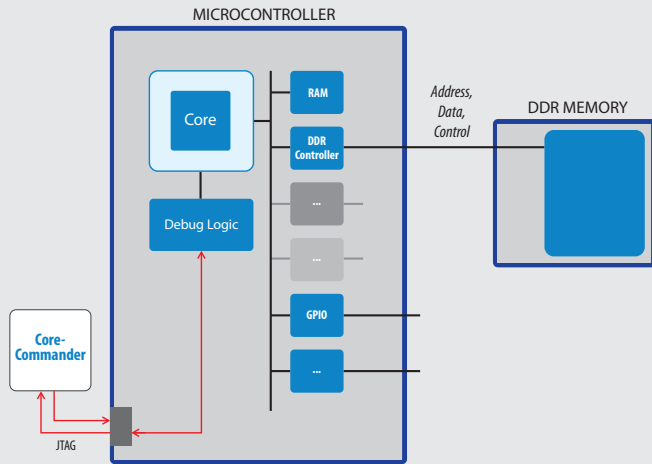 MICROCONTROLLER
Core
RAM
Address,
Data,
Control
DDR MEMORY
DDR
Controller
Debug Logic
...
...
GPIO
Core-
Commander
...
JTAG